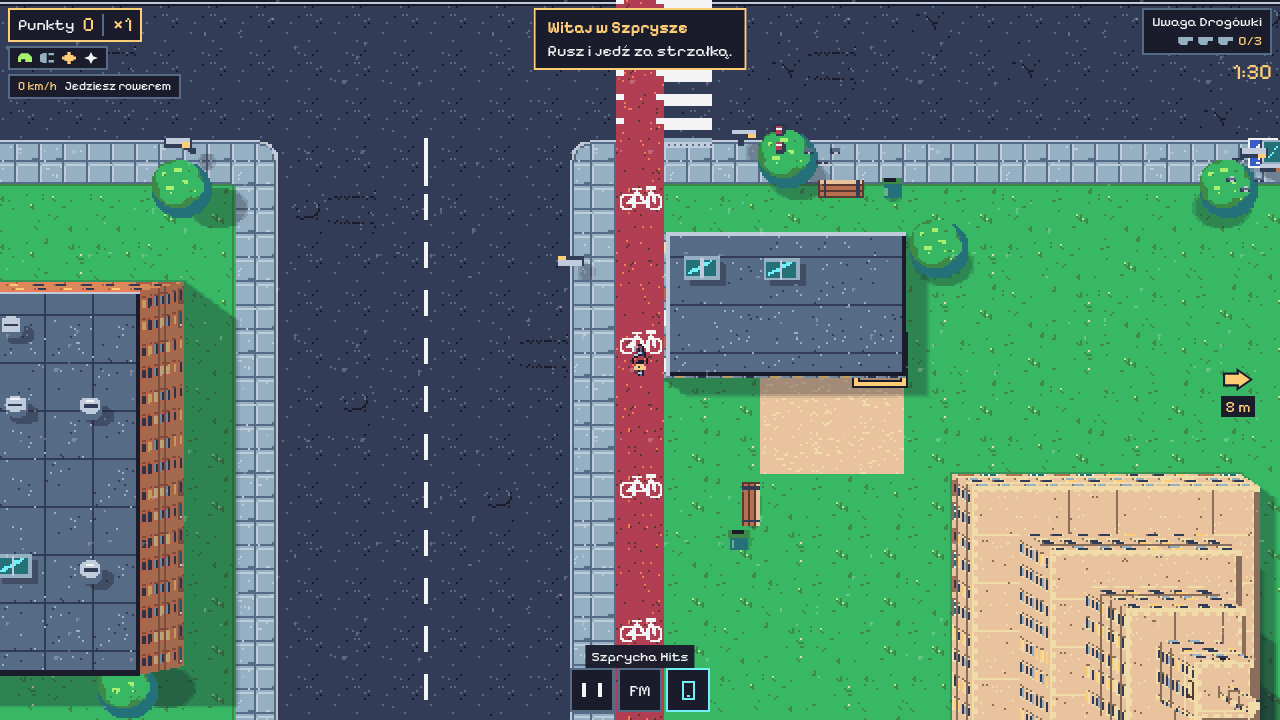 Punkty 0 ×1
0 km/h Jedziesz rowerem
Witaj w Szprysze
Rusz i jedź za strzałką.
Uwaga Drogówki
0/3
1:30
8 m
Szprycha Hits
FM